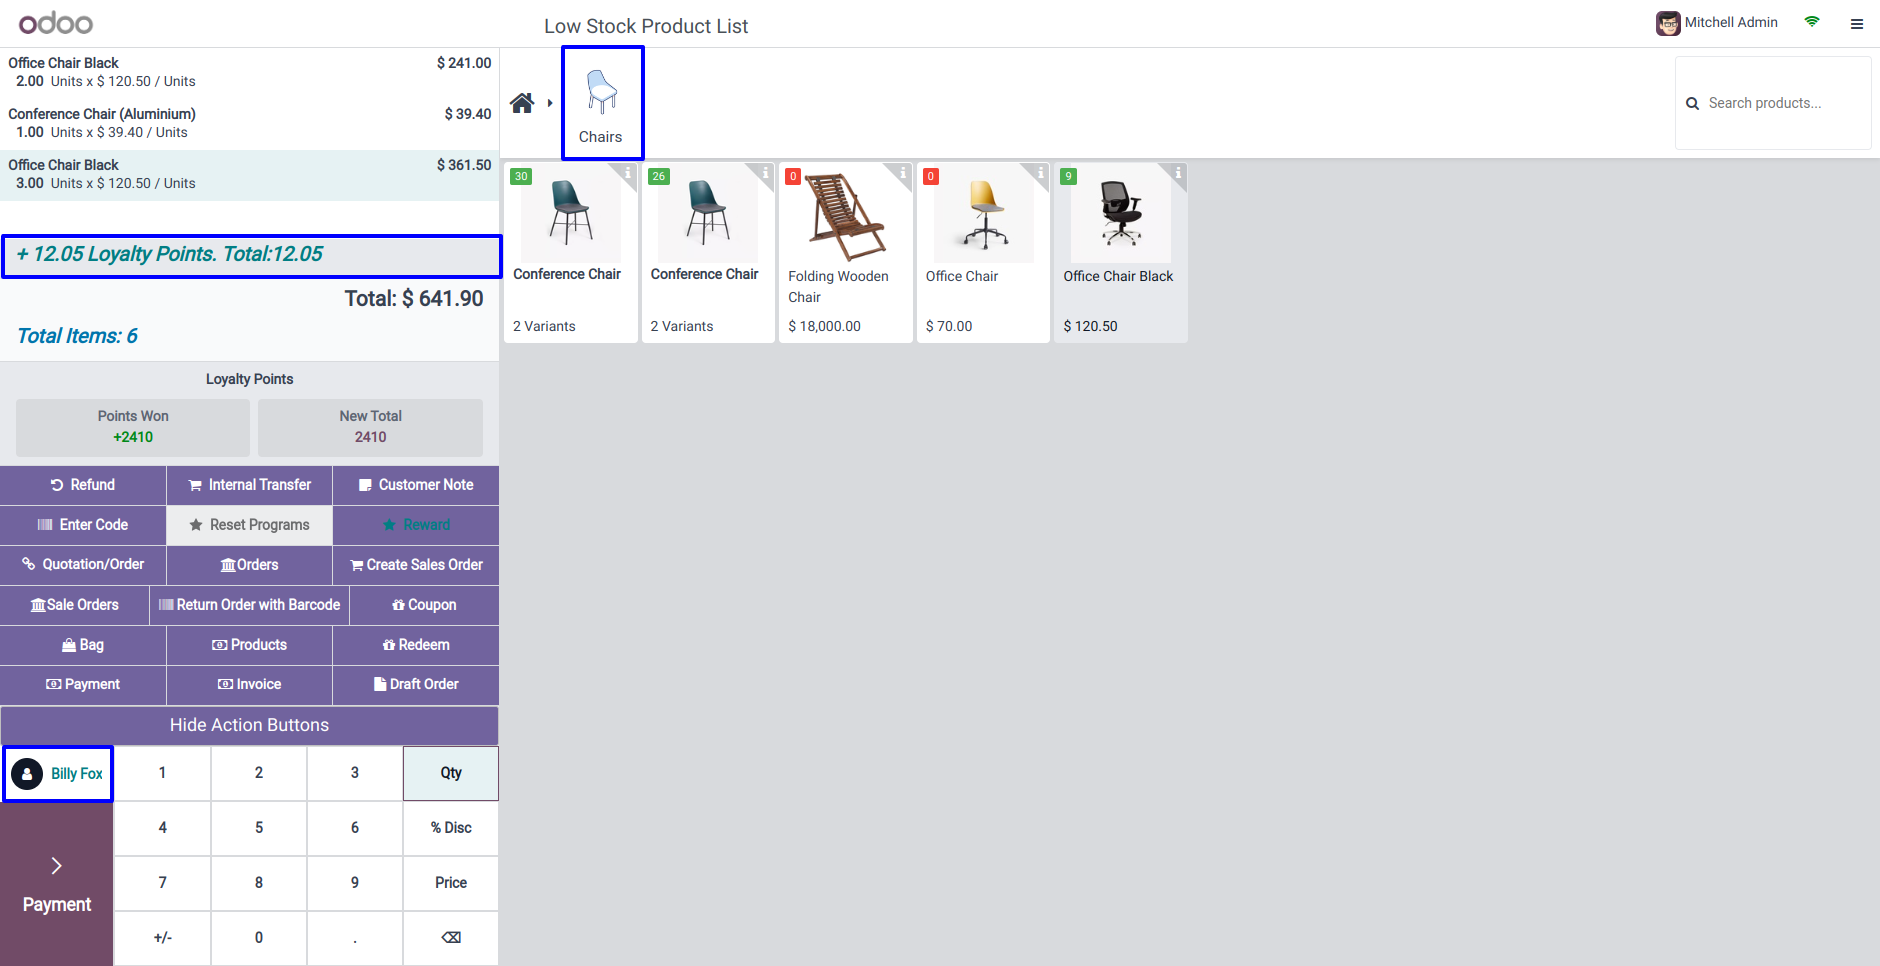 odoo
Low Stock Product List
Mitchell Admin
Office Chair Black $ 241.00
2.00 Units x $ 120.50 / Units
Conference Chair (Aluminium) $ 39.40
1.00 Units x $ 39.40 / Units
Office Chair Black $ 361.50
3.00 Units x $ 120.50 / Units
+ 12.05 Loyalty Points. Total:12.05
Total: $ 641.90
Total Items: 6
Loyalty Points
Points Won
+2410
New Total
2410
Refund
Internal Transfer
Customer Note
Enter Code
Reset Programs
Reward
Quotation/Order
Orders
Create Sales Order
Sale Orders
Return Order with Barcode
Coupon
Bag
Products
Redeem
Payment
Invoice
Draft Order
Hide Action Buttons
Billy Fox
1 2 3 Qty
4 5 6 % Disc
7 8 9 Price
+/- 0 . ⌫
Payment
Chairs
Search products...
30
Conference Chair
2 Variants
26
Conference Chair
2 Variants
0
Folding Wooden
Chair
$ 18,000.00
0
Office Chair
$ 70.00
9
Office Chair Black
$ 120.50